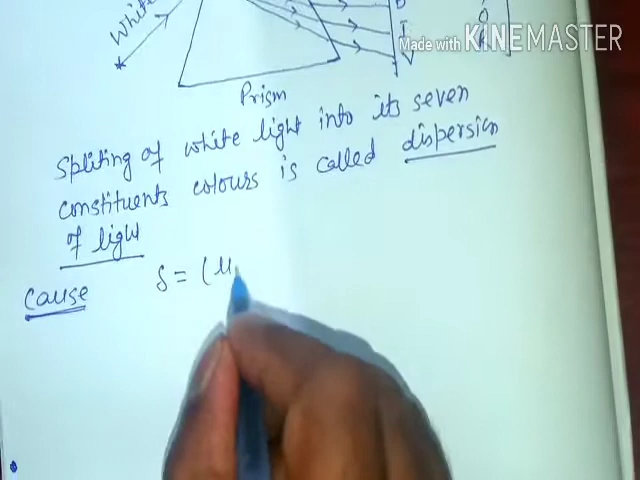 White
I
V
R
Made with KINEMASTER
Prism
Spliting of white light into its seven
constituents colours is called dispersion
of light
Cause δ = (μ